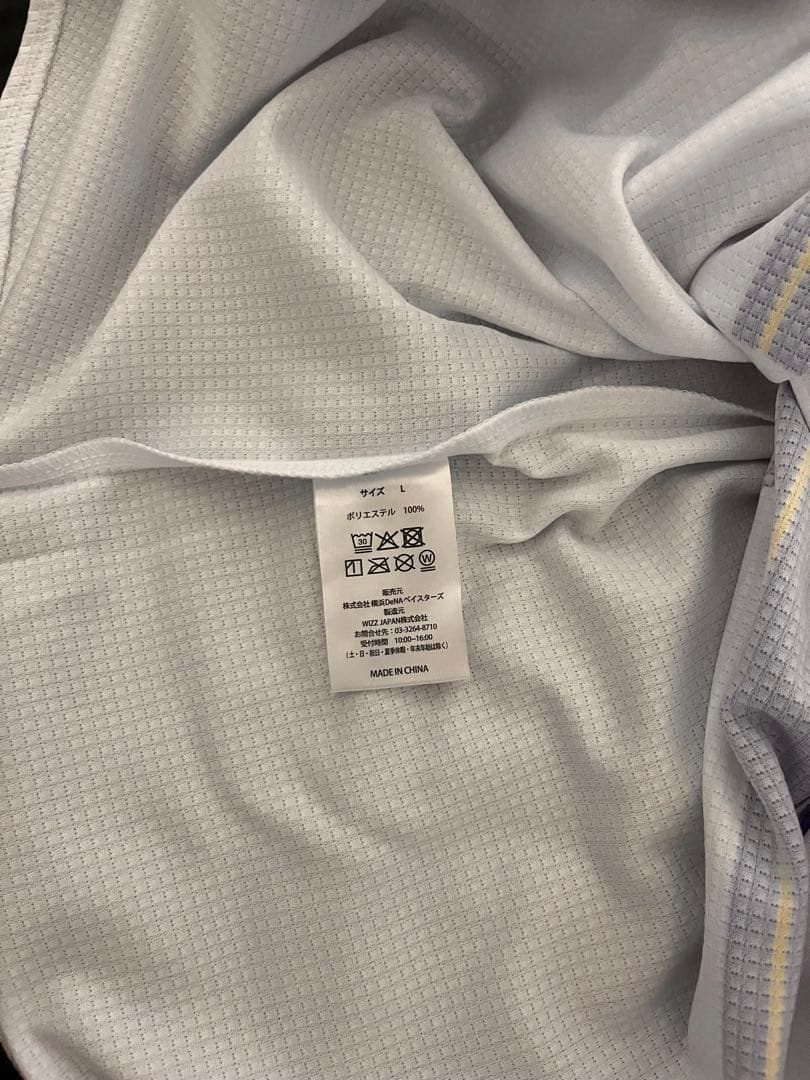 サイズ L
ポリエステル 100%
30
W
販売元
株式会社 横浜DeNAベイスターズ
製造元
WIZZ JAPAN株式会社
お問合せ先：03-3264-8710
受付時間 10:00~16:00
（土・日・祝日・夏季休暇・年末年始は除く）
MADE IN CHINA